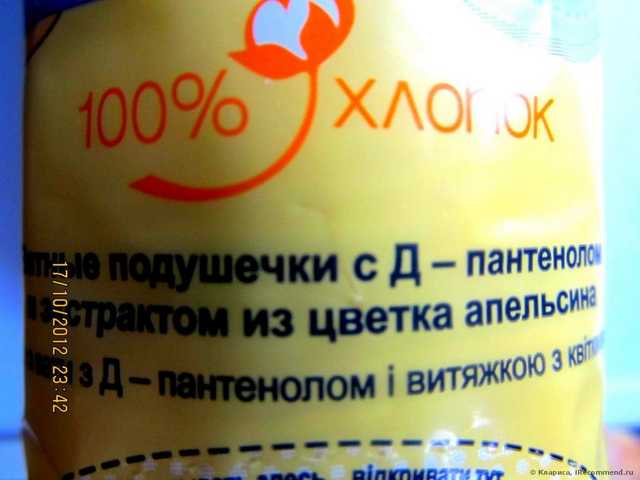 100% ХЛОПОК
подушечки с Д – пантенолом
и экстрактом из цветка апельсина
з Д – пантенолом і витяжкою з
здесь відкривати тут
17/10/2012 23:42
© Клариса, IRecommend.ru